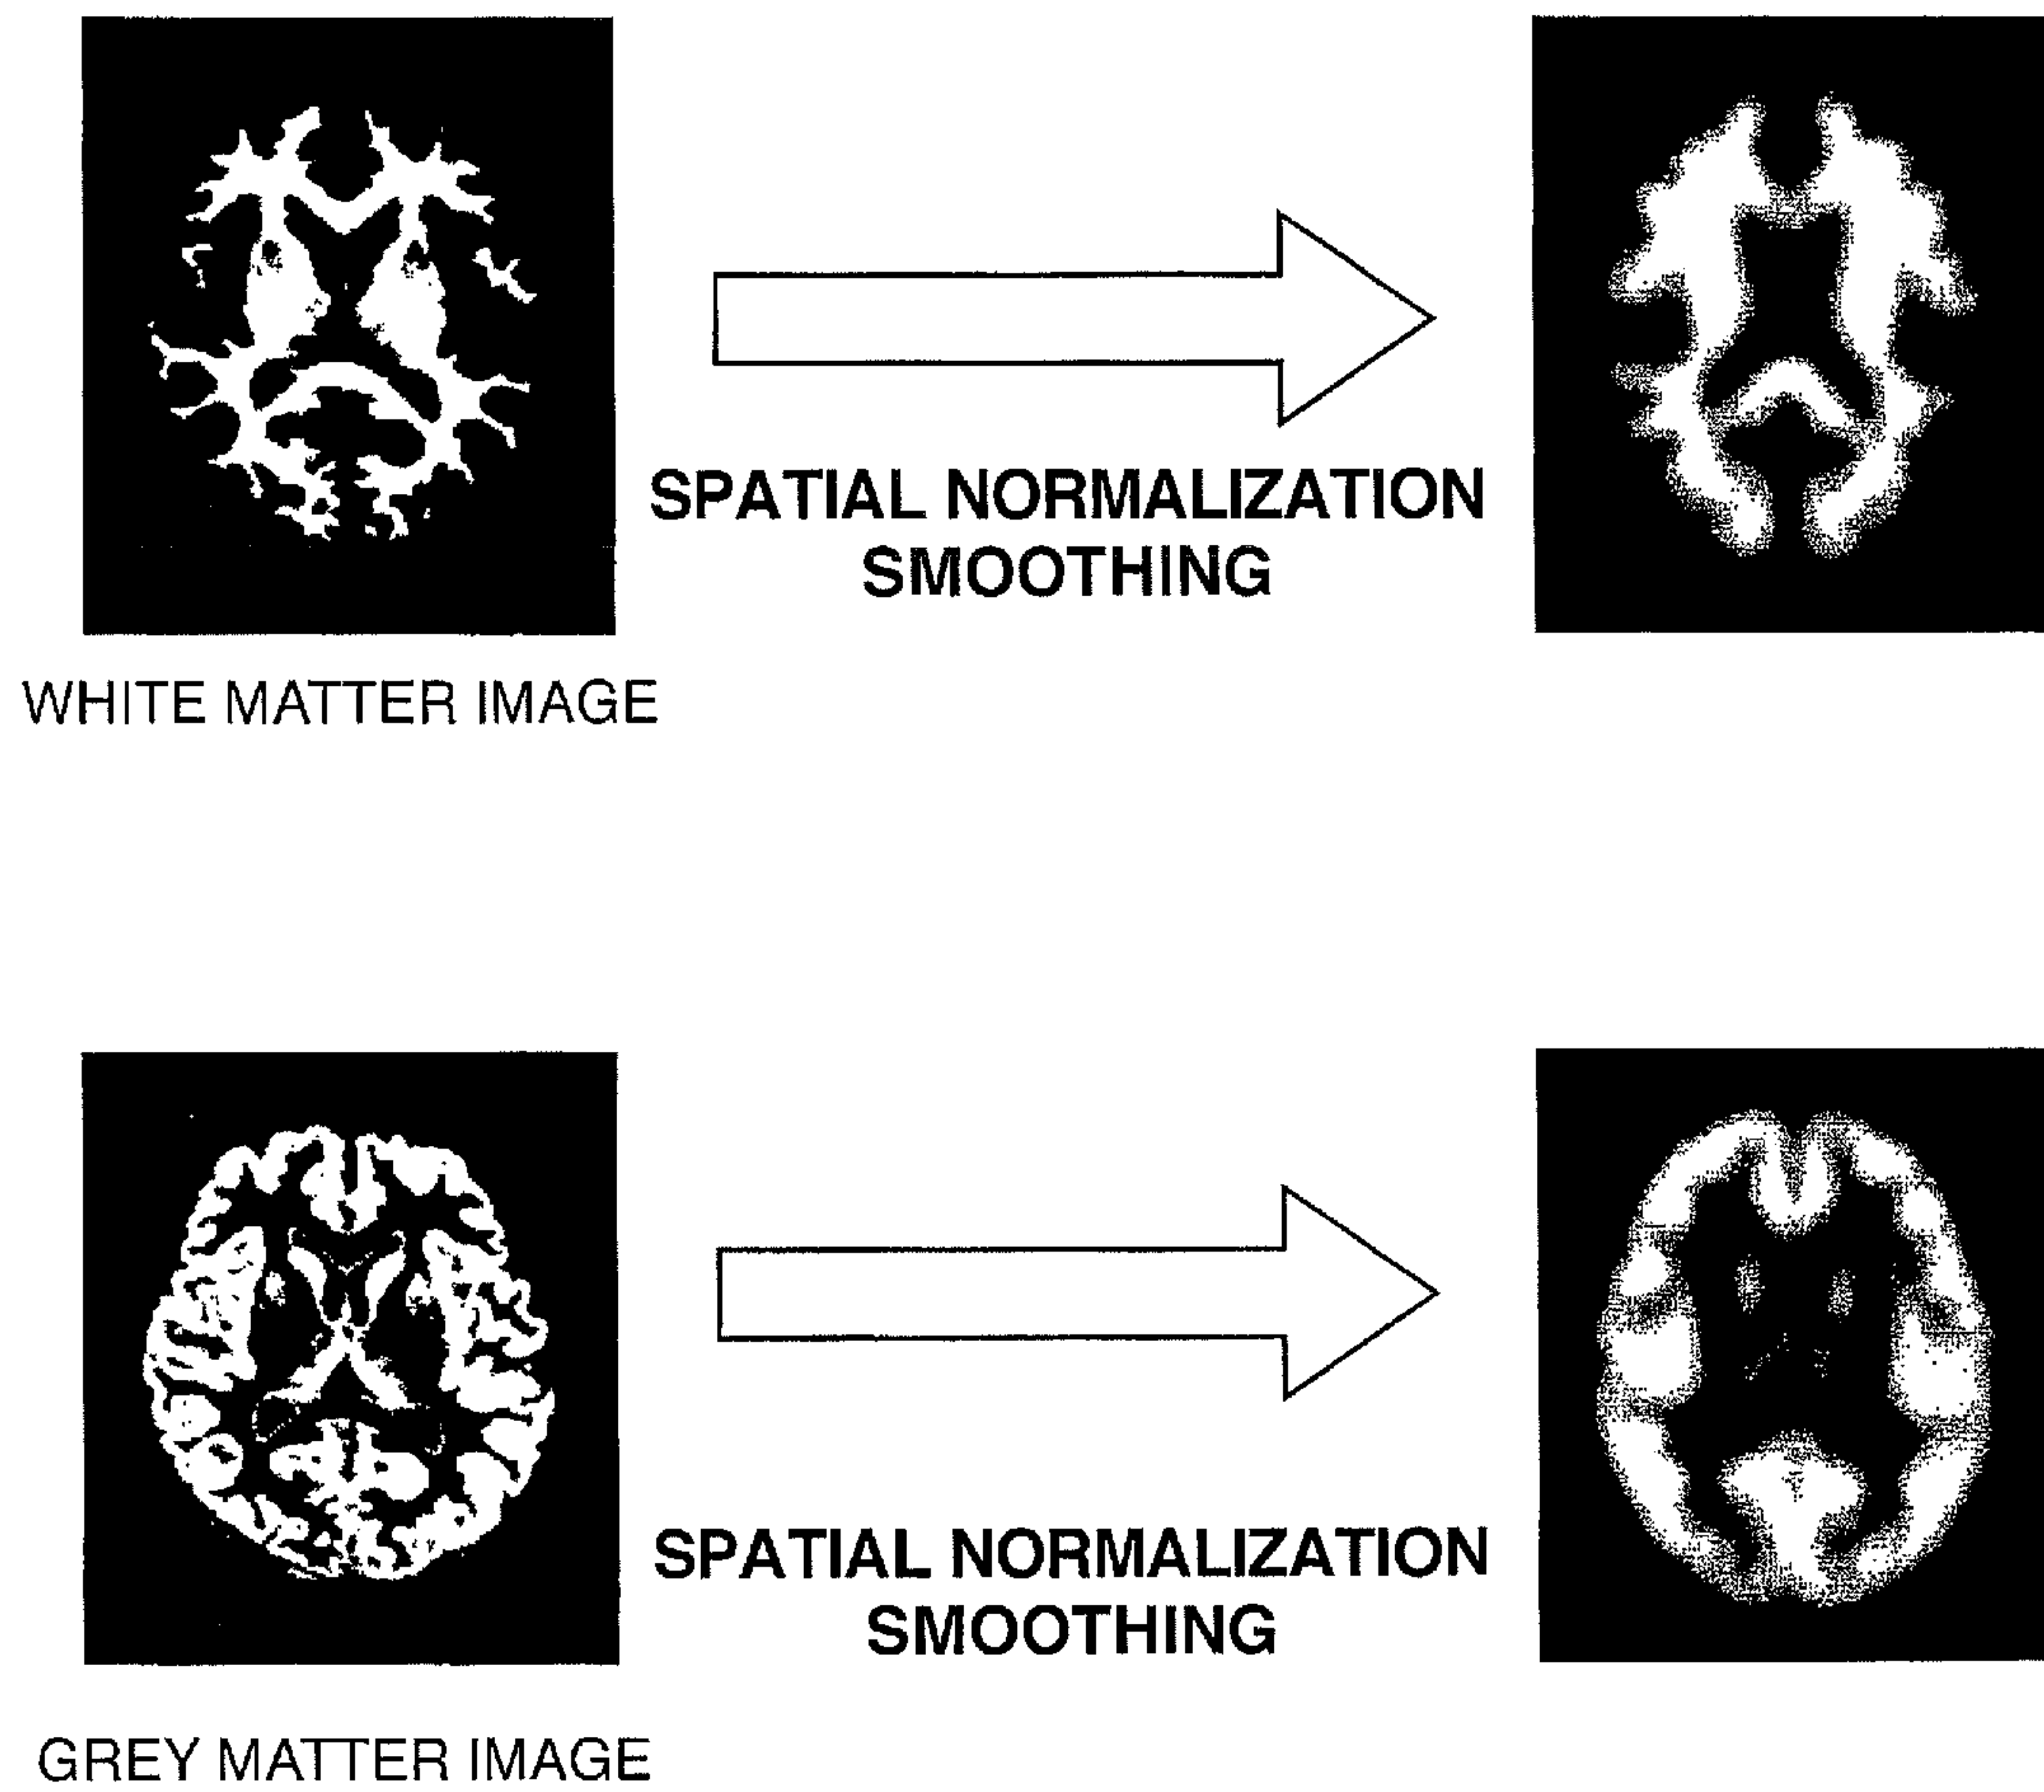 SPATIAL NORMALIZATION
SMOOTHING
WHITE MATTER IMAGE
SPATIAL NORMALIZATION
SMOOTHING
GREY MATTER IMAGE